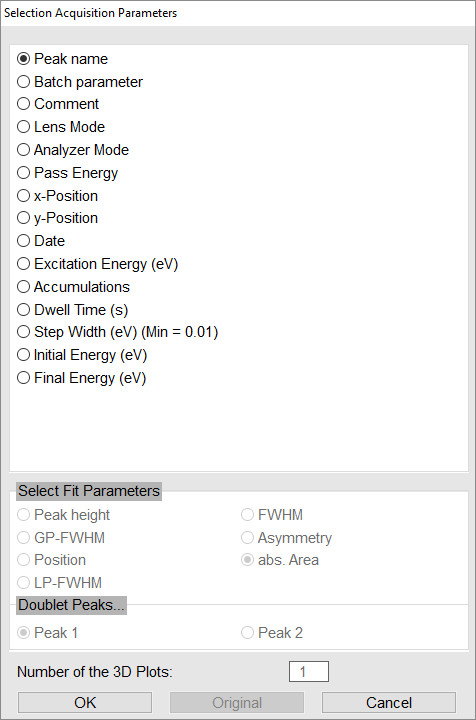 Selection Acquisition Parameters
Peak name
Batch parameter
Comment
Lens Mode
Analyzer Mode
Pass Energy
x-Position
y-Position
Date
Excitation Energy (eV)
Accumulations
Dwell Time (s)
Step Width (eV) (Min = 0.01)
Initial Energy (eV)
Final Energy (eV)
Select Fit Parameters
Peak height FWHM
GP-FWHM Asymmetry
Position abs. Area
LP-FWHM
Doublet Peaks...
Peak 1 Peak 2
Number of the 3D Plots: 1
OK Original Cancel